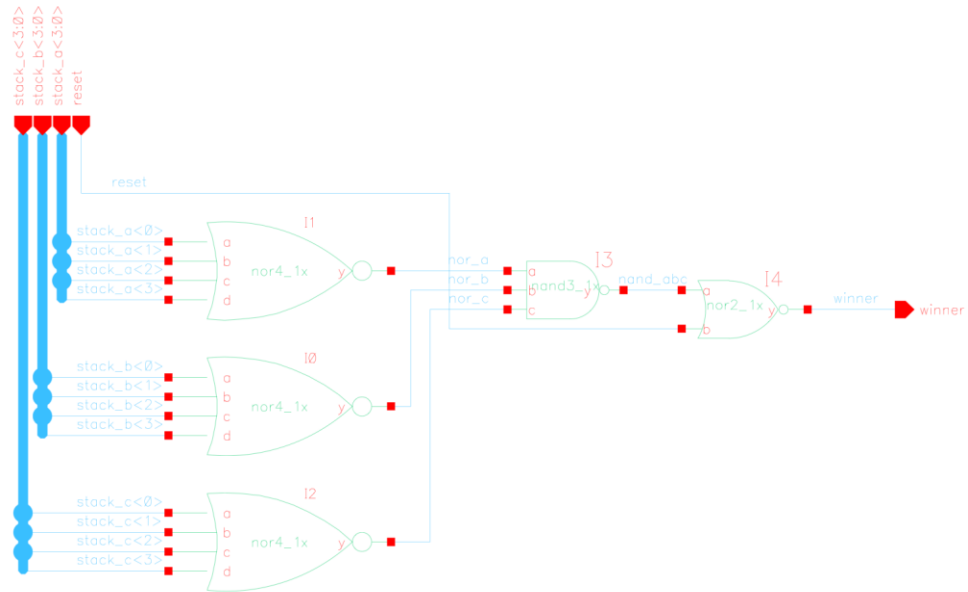 stack_c<3:0>
stack_b<3:0>
stack_a<3:0>
reset
reset
I1
stack_a<0>
stack_a<1>
stack_a<2>
stack_a<3>
a
b
c
d
nor4_1x
y
nor_a
nor_b
nor_c
I3
a
b
c
nand3_1x
y
nand_abc
I4
a
b
nor2_1x
y
winner
winner
I0
stack_b<0>
stack_b<1>
stack_b<2>
stack_b<3>
a
b
c
d
nor4_1x
y
I2
stack_c<0>
stack_c<1>
stack_c<2>
stack_c<3>
a
b
c
d
nor4_1x
y